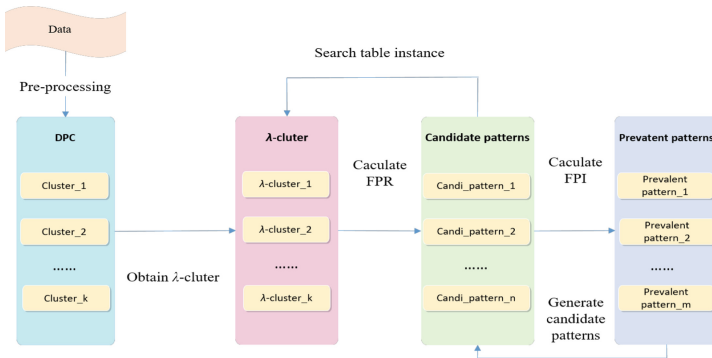 Data
Pre-processing
Search table instance
DPC
Cluster_1
Cluster_2
......
Cluster_k
Obtain λ-cluter
λ-cluter
λ-cluster_1
λ-cluster_2
......
λ-cluster_k
Caculate
FPR
Candidate patterns
Candi_pattern_1
Candi_pattern_2
......
Candi_pattern_n
Caculate
FPI
Generate
candidate
patterns
Prevatent patterns
Prevalent
pattern_1
Prevalent
pattern_2
......
Prevalent
pattern_m